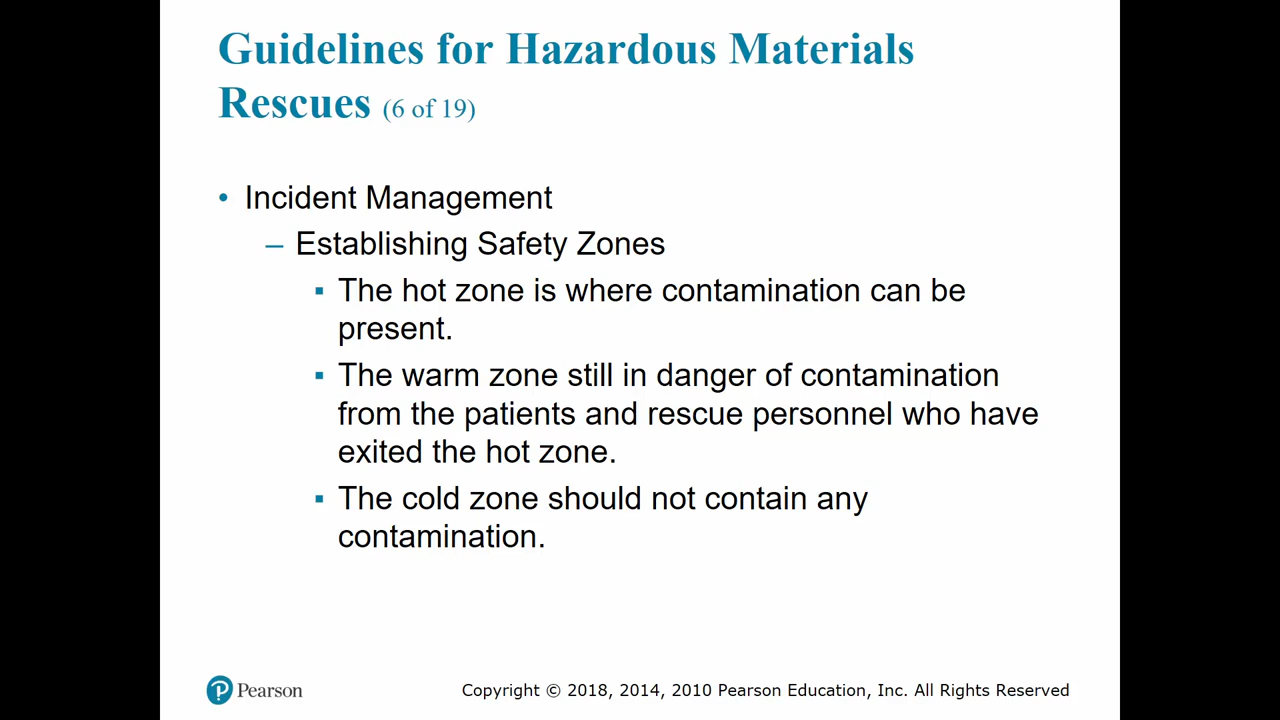 Guidelines for Hazardous Materials
Rescues (6 of 19)
• Incident Management
– Establishing Safety Zones
▪ The hot zone is where contamination can be
present.
▪ The warm zone still in danger of contamination
from the patients and rescue personnel who have
exited the hot zone.
▪ The cold zone should not contain any
contamination.
P Pearson
Copyright © 2018, 2014, 2010 Pearson Education, Inc. All Rights Reserved